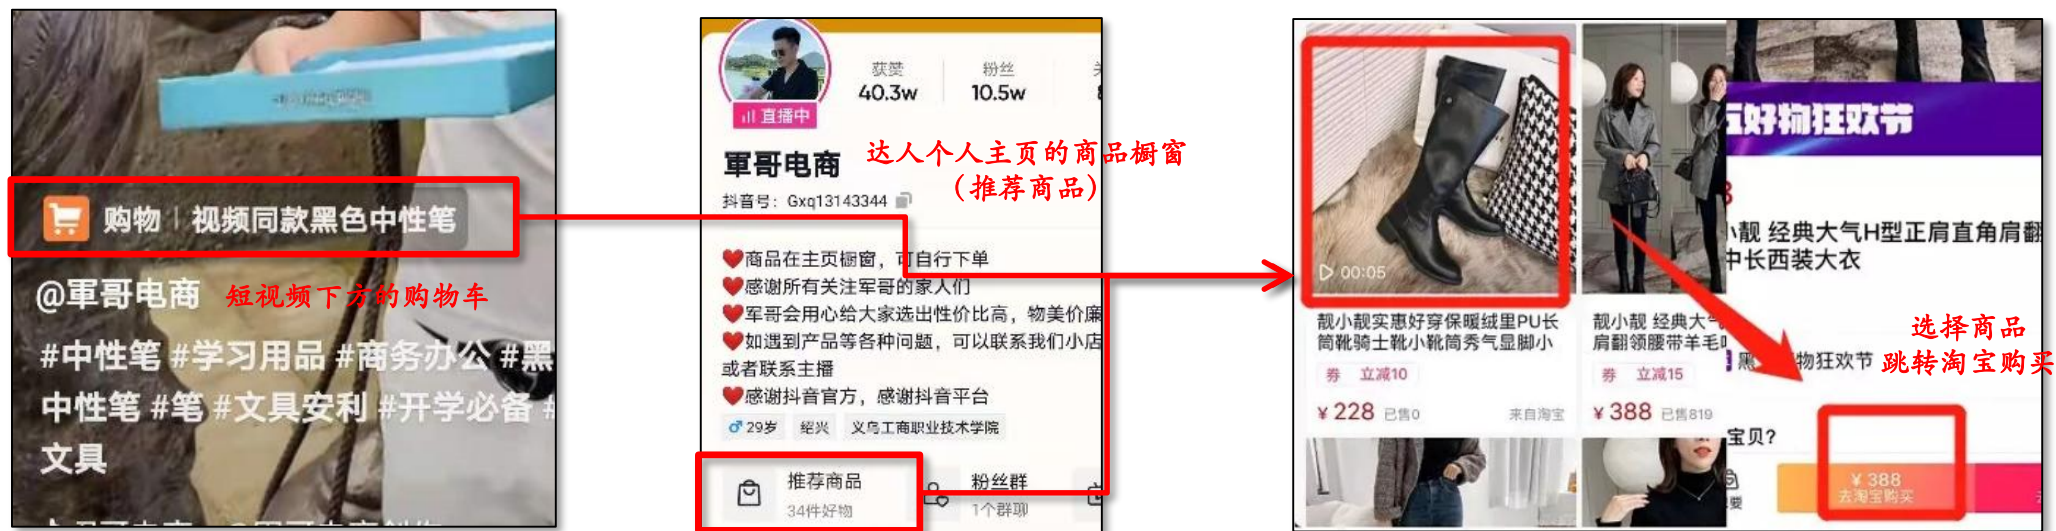 购物 | 视频同款黑色中性笔
@軍哥电商
短视频下方的购物车
#中性笔 #学习用品 #商务办公 #黑
中性笔 #笔 #文具安利 #开学必备 #
文具
获赞
粉丝
40.3w
10.5w
直播中
軍哥电商
达人个人主页的商品橱窗
（推荐商品）
抖音号：Gxq13143344
❤商品在主页橱窗，可自行下单
❤感谢所有关注军哥的家人们
❤军哥会用心给大家选出性价比高，物美价廉
❤如遇到产品等各种问题，可以联系我们小店
或者联系主播
❤感谢抖音官方，感谢抖音平台
♂29岁 绍兴 义乌工商职业技术学院
推荐商品
34件好物
粉丝群
1个群聊
00:05
靓小靓实惠好穿保暖绒里PU长
筒靴骑士靴小靴筒秀气显脚小
券 立减10
¥ 228 已售0 来自淘宝
靓小靓 经典大气
肩翻领腰带羊毛
券 立减15
¥ 388 已售819
好物狂欢节
小靓 经典大气H型正肩直角肩翻
中长西装大衣
黑 物狂欢节
选择商品
跳转淘宝购买
宝贝?
¥ 388
去淘宝购买